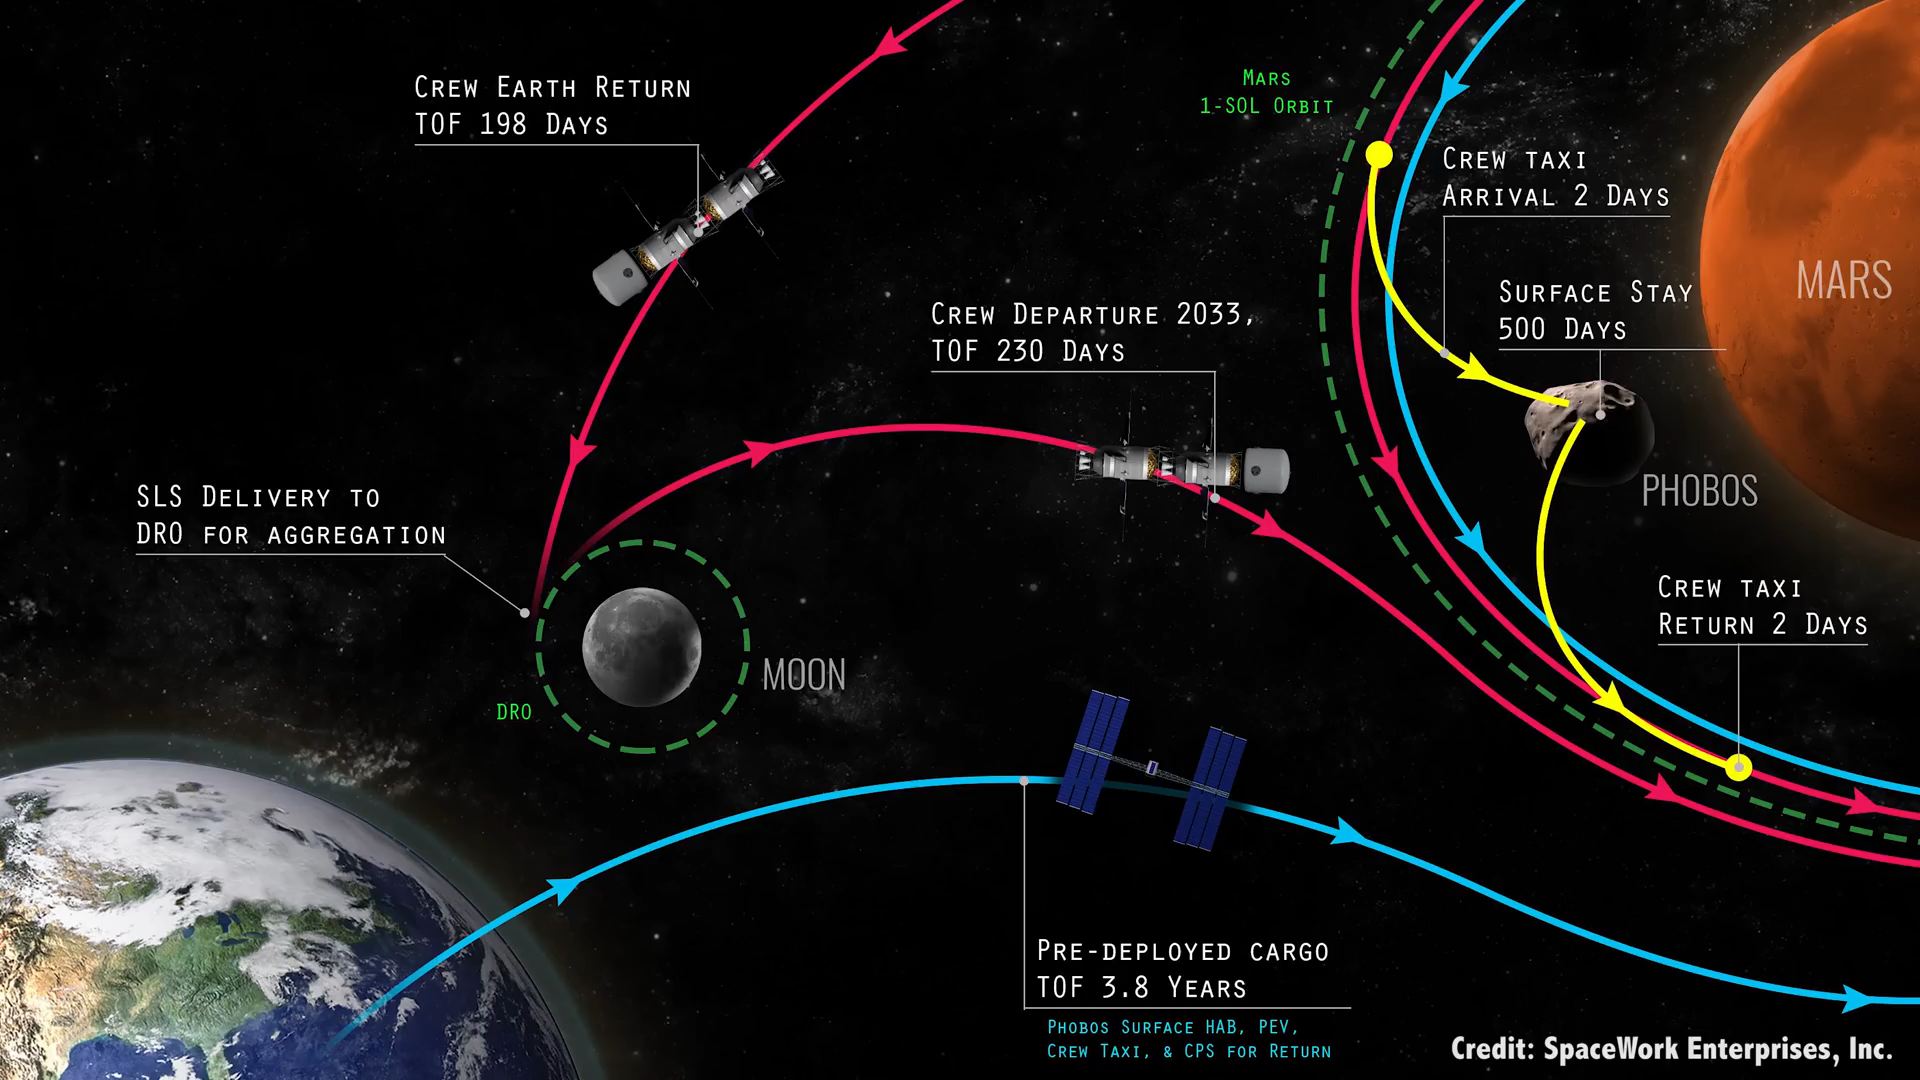 Crew Earth Return
TOF 198 Days
Mars
1-SOL Orbit
Crew taxi
Arrival 2 Days
MARS
Surface Stay
500 Days
Crew Departure 2033,
TOF 230 Days
PHOBOS
SLS Delivery to
DRO for aggregation
Crew taxi
Return 2 Days
MOON
DRO
Pre-deployed cargo
TOF 3.8 Years
Phobos Surface HAB, PEV,
Crew Taxi, & CPS for Return
Credit: SpaceWork Enterprises, Inc.